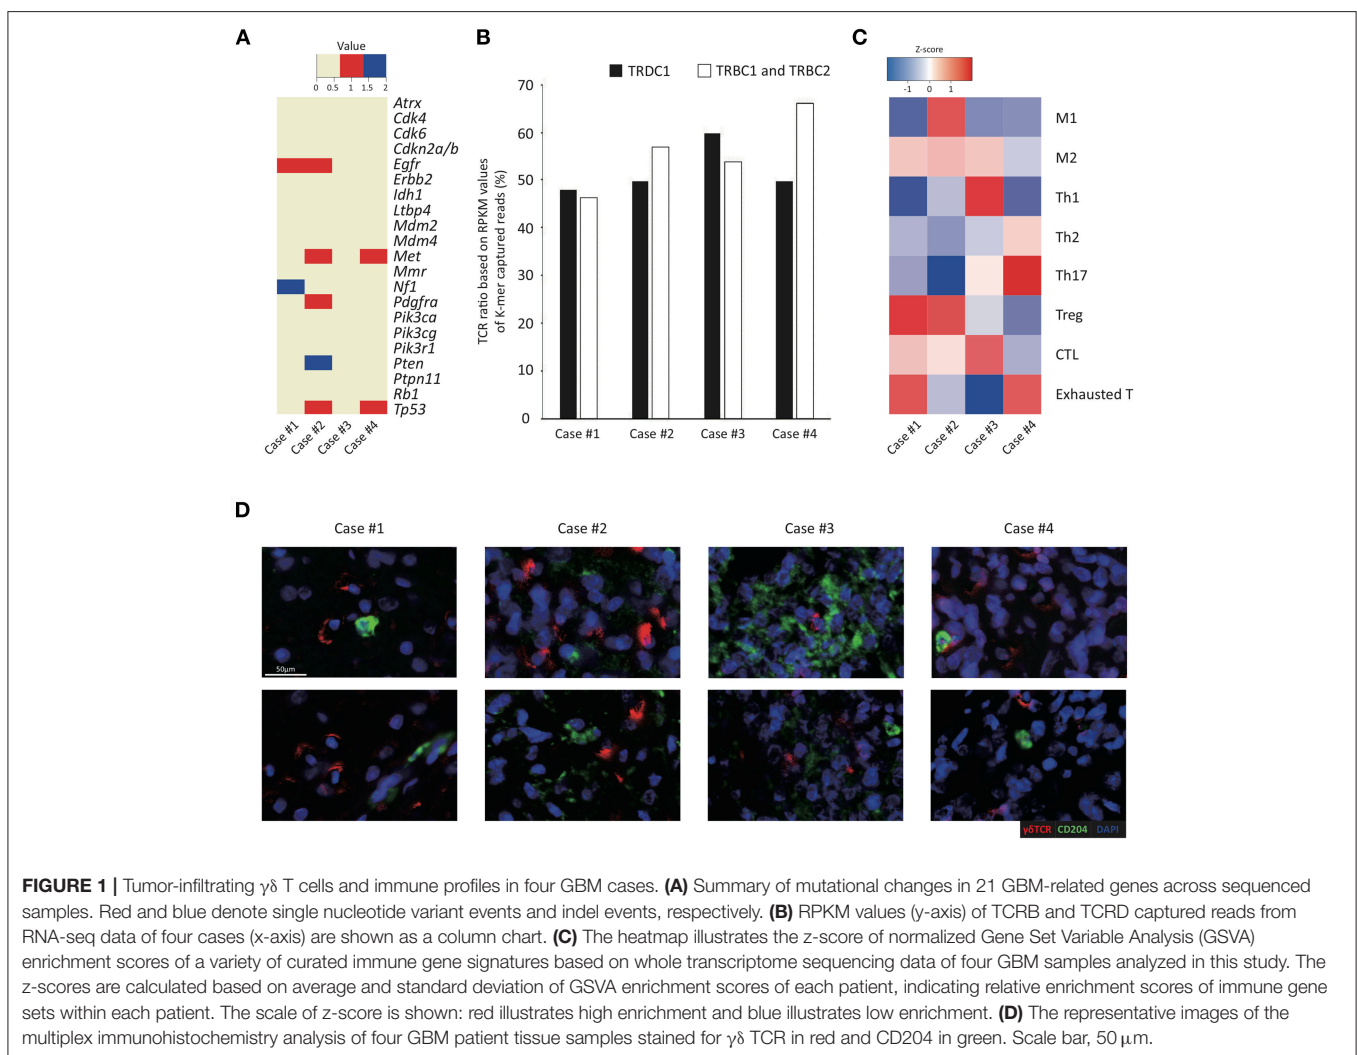 A
Value
0 0.5 1 1.5 2
Atrx
Cdk4
Cdk6
Cdkn2a/b
Egfr
Erbb2
Idh1
Ltbp4
Mdm2
Mdm4
Met
Mmr
Nf1
Pdgfra
Pik3ca
Pik3cg
Pik3r1
Pten
Ptpn11
Rb1
Tp53
Case #1 Case #2 Case #3 Case #4
B
TRDC1 TRBC1 and TRBC2
TCR ratio based on RPKM values
of K-mer captured reads (%)
70
60
50
40
30
20
10
0
Case #1 Case #2 Case #3 Case #4
C
Z-score
-1 0 1
M1
M2
Th1
Th2
Th17
Treg
CTL
Exhausted T
Case #1 Case #2 Case #3 Case #4
D
Case #1 Case #2 Case #3 Case #4
50μm
γδTCR CD204 DAPI
FIGURE 1 | Tumor-infiltrating γδ T cells and immune profiles in four GBM cases. (A) Summary of mutational changes in 21 GBM-related genes across sequenced
samples. Red and blue denote single nucleotide variant events and indel events, respectively. (B) RPKM values (y-axis) of TCRB and TCRD captured reads from
RNA-seq data of four cases (x-axis) are shown as a column chart. (C) The heatmap illustrates the z-score of normalized Gene Set Variable Analysis (GSVA)
enrichment scores of a variety of curated immune gene signatures based on whole transcriptome sequencing data of four GBM samples analyzed in this study. The
z-scores are calculated based on average and standard deviation of GSVA enrichment scores of each patient, indicating relative enrichment scores of immune gene
sets within each patient. The scale of z-score is shown: red illustrates high enrichment and blue illustrates low enrichment. (D) The representative images of the
multiplex immunohistochemistry analysis of four GBM patient tissue samples stained for γδ TCR in red and CD204 in green. Scale bar, 50 μm.